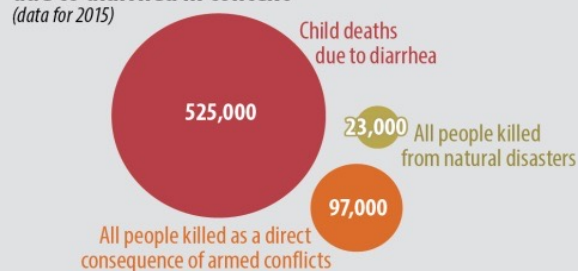 (data for 2015)
Child deaths
due to diarrhea
525,000
23,000
All people killed
from natural disasters
97,000
All people killed as a direct
consequence of armed conflicts